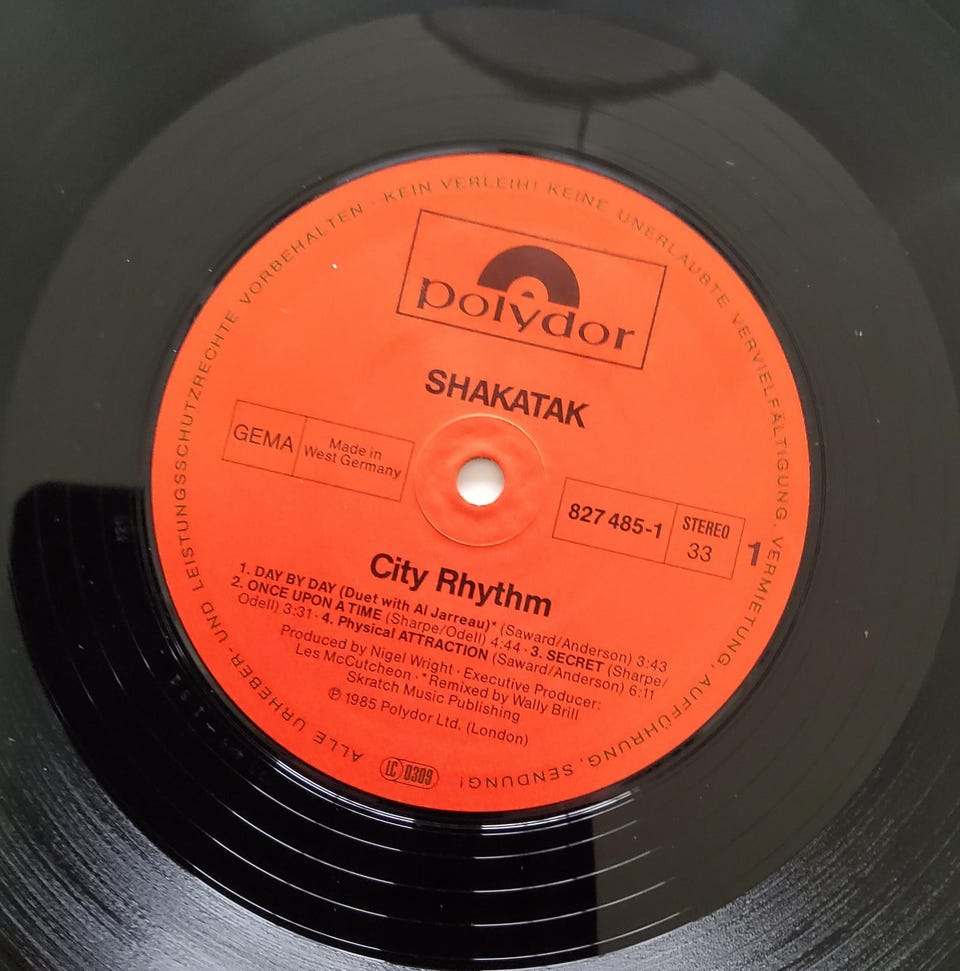 ALLE URHEBER- UND LEISTUNGSSCHUTZRECHTE VORBEHALTEN · KEIN VERLEIH! KEINE UNERLAUBTE VERVIELFÄLTIGUNG, VERMIETUNG, AUFFÜHRUNG, SENDUNG!
polydor
SHAKATAK
GEMA
Made in
West Germany
827 485-1
STEREO
33
1
City Rhythm
1. DAY BY DAY (Duet with Al Jarreau)* (Saward/Anderson) 3:43
2. ONCE UPON A TIME (Sharpe/Odell) 4:44 · 3. SECRET (Sharpe/
Odell) 3:31 · 4. Physical ATTRACTION (Saward/Anderson) 6:11
Produced by Nigel Wright · Executive Producer:
Les McCutcheon · *Remixed by Wally Brill
Skratch Music Publishing
℗ 1985 Polydor Ltd. (London)
LC 0309